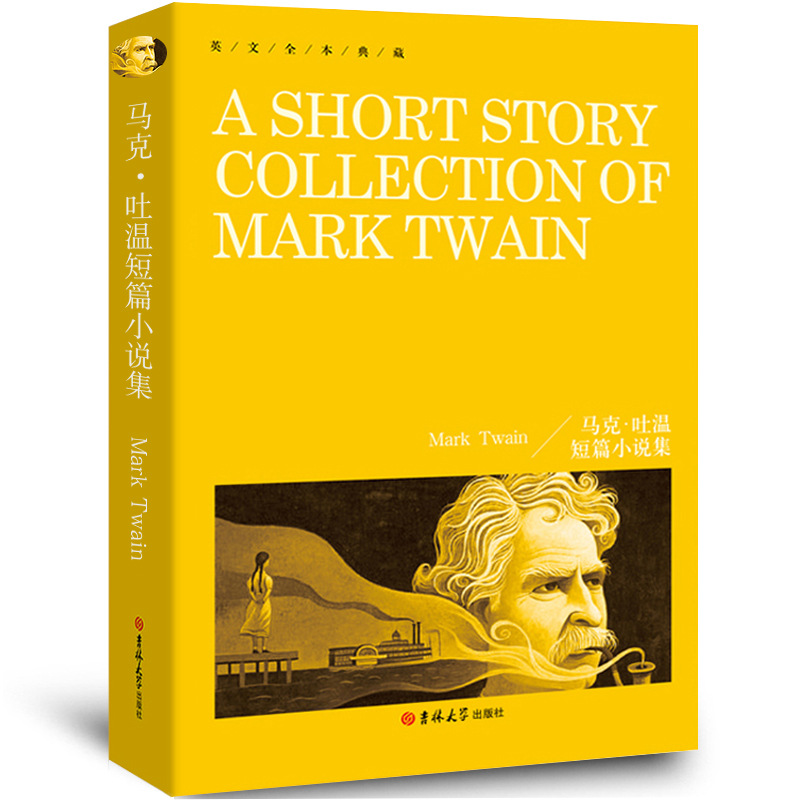 英/文/全/本/典/藏
A SHORT STORY
COLLECTION OF
MARK TWAIN
Mark Twain
马克·吐温
短篇小说集
吉林大学出版社
马克·吐温短篇小说集
Mark Twain
吉林大学出版社